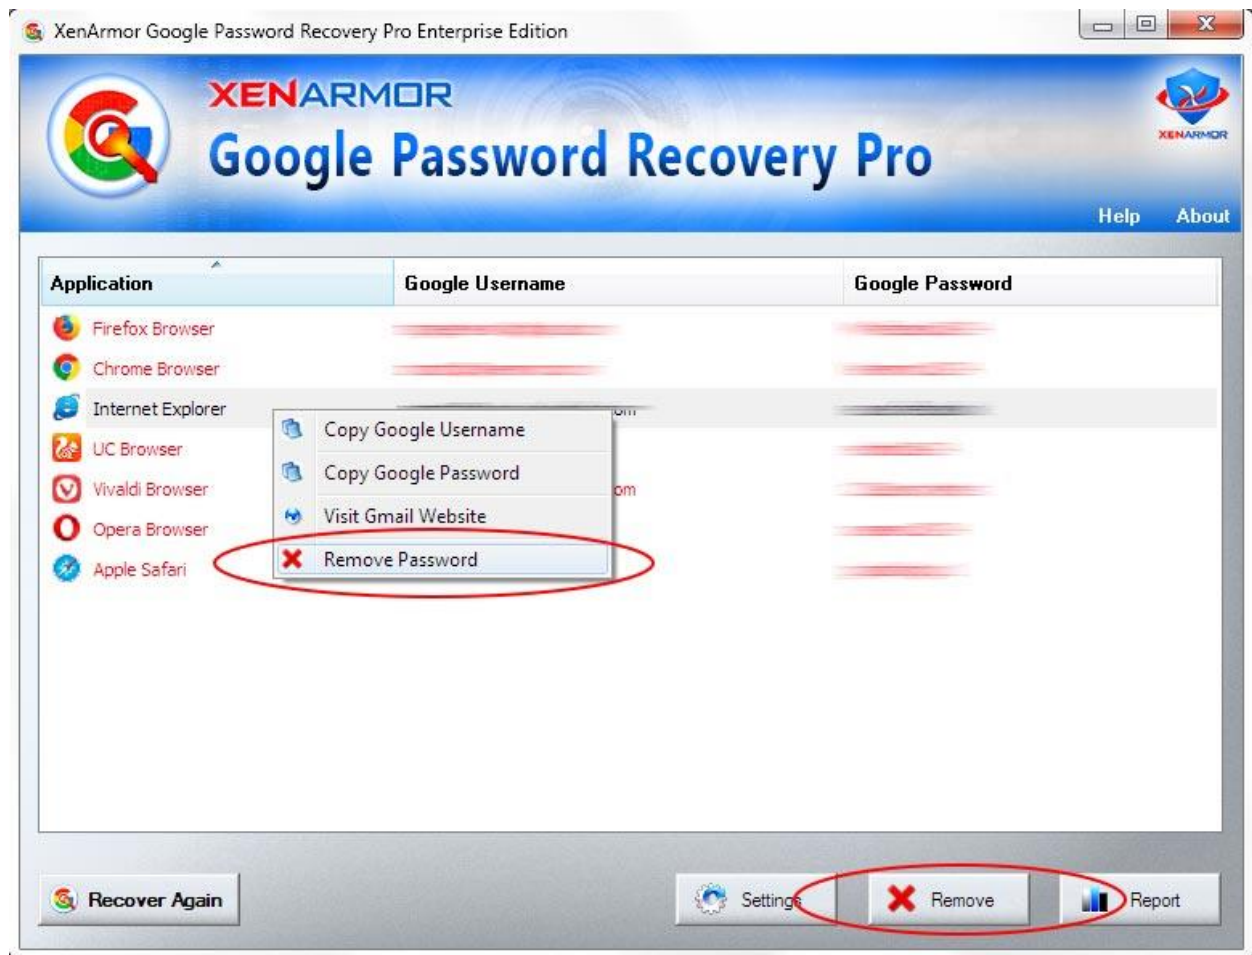 XenArmor Google Password Recovery Pro Enterprise Edition
XENARMOR
Google Password Recovery Pro
XENARMOR
Help About
Application Google Username Google Password
Firefox Browser
Chrome Browser
Internet Explorer om
Copy Google Username
UC Browser
Copy Google Password
Vivaldi Browser om
Visit Gmail Website
Opera Browser
Remove Password
Apple Safari
Recover Again Settings Remove Report